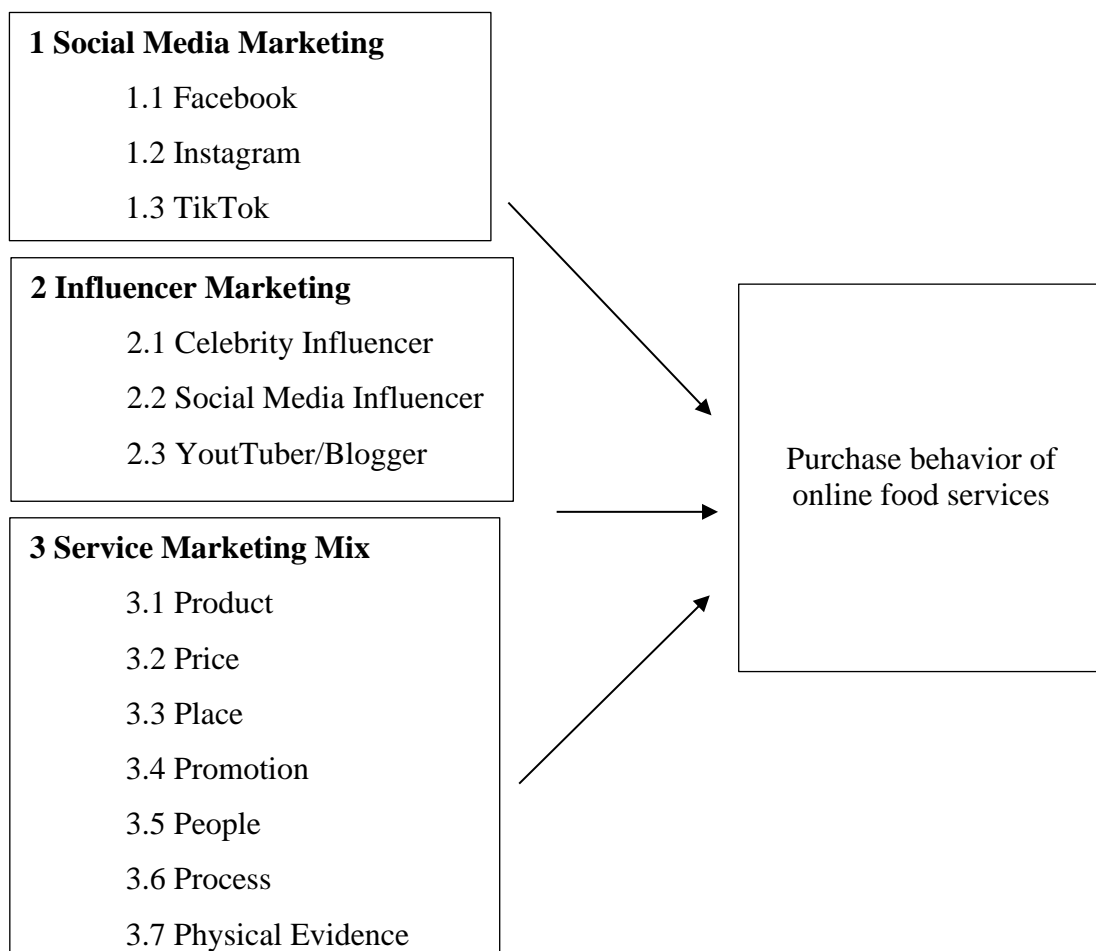 1 Social Media Marketing
1.1 Facebook
1.2 Instagram
1.3 TikTok
2 Influencer Marketing
2.1 Celebrity Influencer
2.2 Social Media Influencer
2.3 YoutTuber/Blogger
3 Service Marketing Mix
3.1 Product
3.2 Price
3.3 Place
3.4 Promotion
3.5 People
3.6 Process
3.7 Physical Evidence
Purchase behavior of
online food services